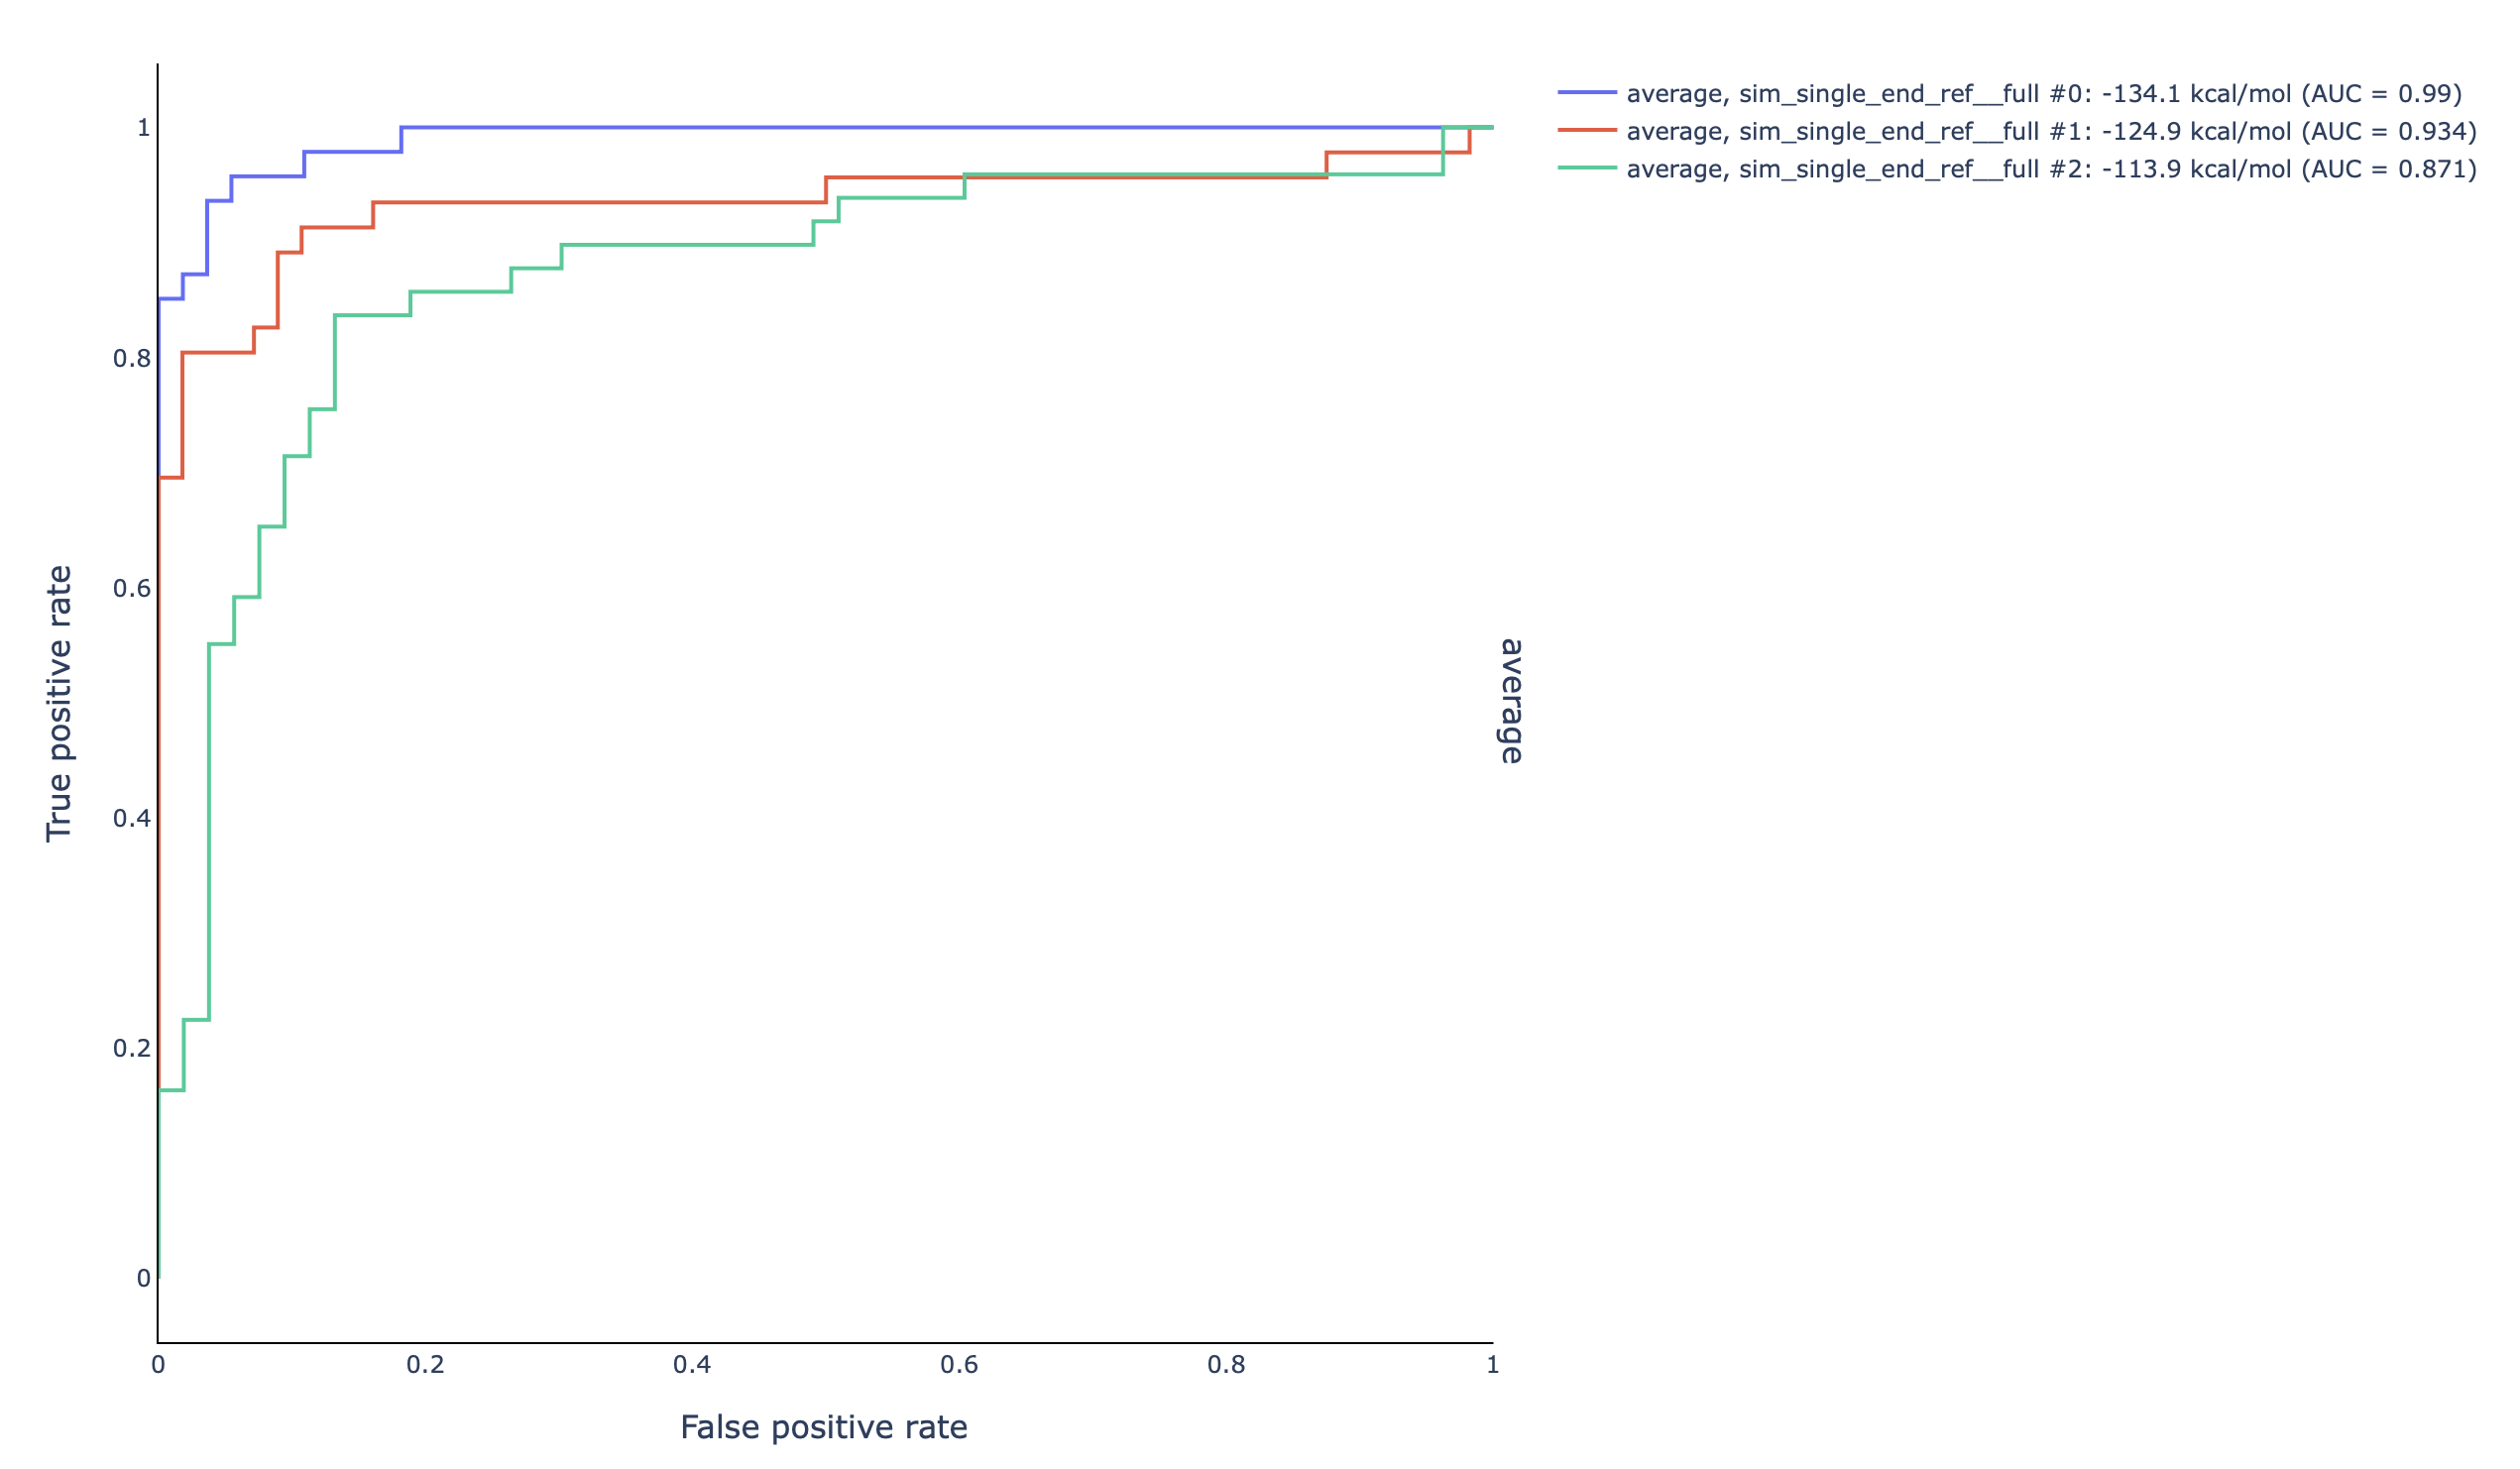 average, sim_single_end_ref__full #0: -134.1 kcal/mol (AUC = 0.99)
average, sim_single_end_ref__full #1: -124.9 kcal/mol (AUC = 0.934)
average, sim_single_end_ref__full #2: -113.9 kcal/mol (AUC = 0.871)
True positive rate
1
0.8
0.6
0.4
0.2
0
average
0 0.2 0.4 0.6 0.8 1
False positive rate